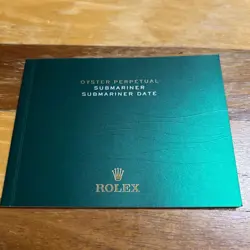 OYSTER PERPETUAL
SUBMARINER
SUBMARINER DATE
ROLEX